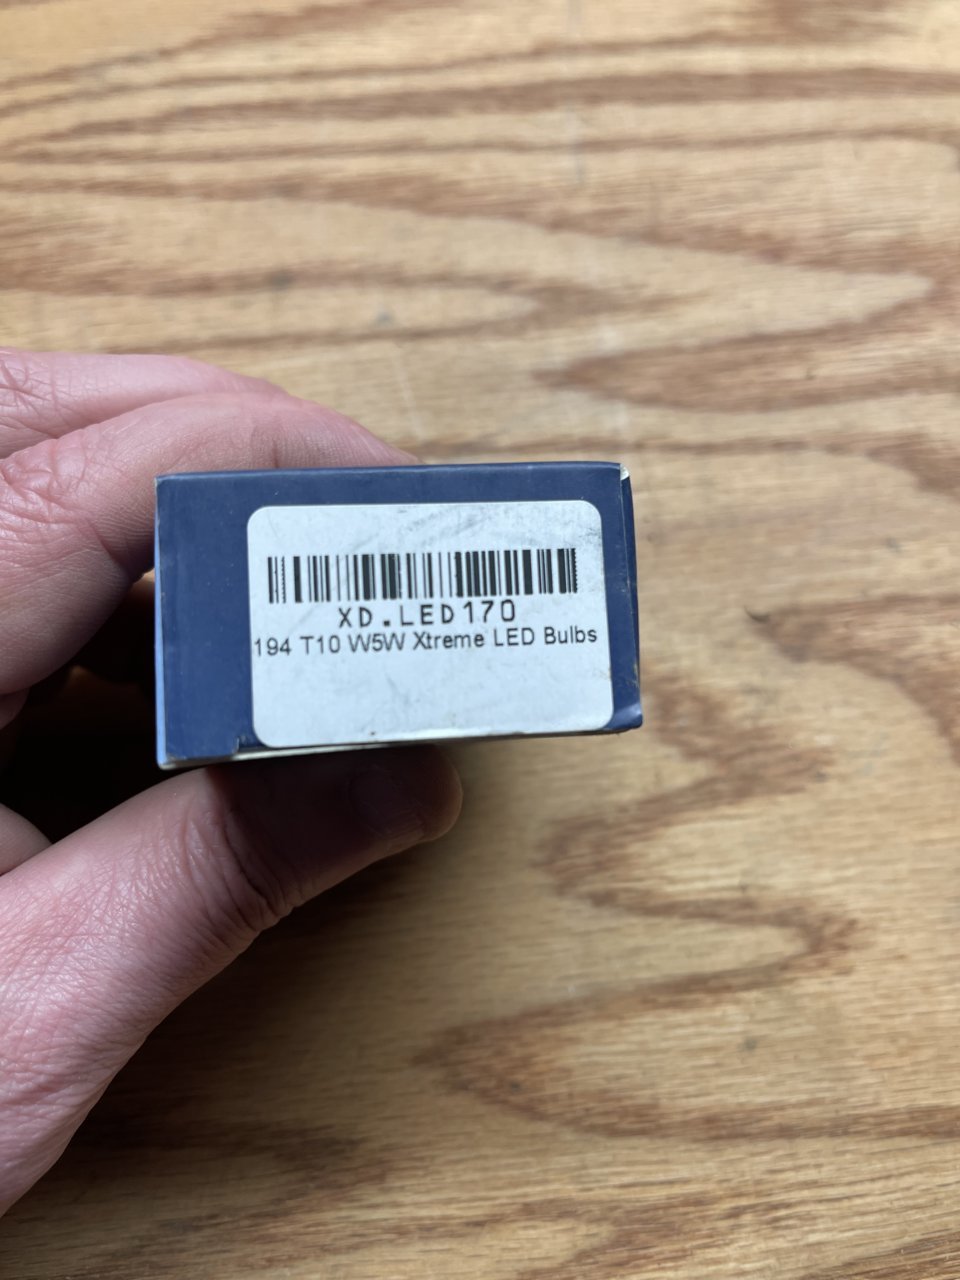 XD.LED170
194 T10 W5W Xtreme LED Bulbs